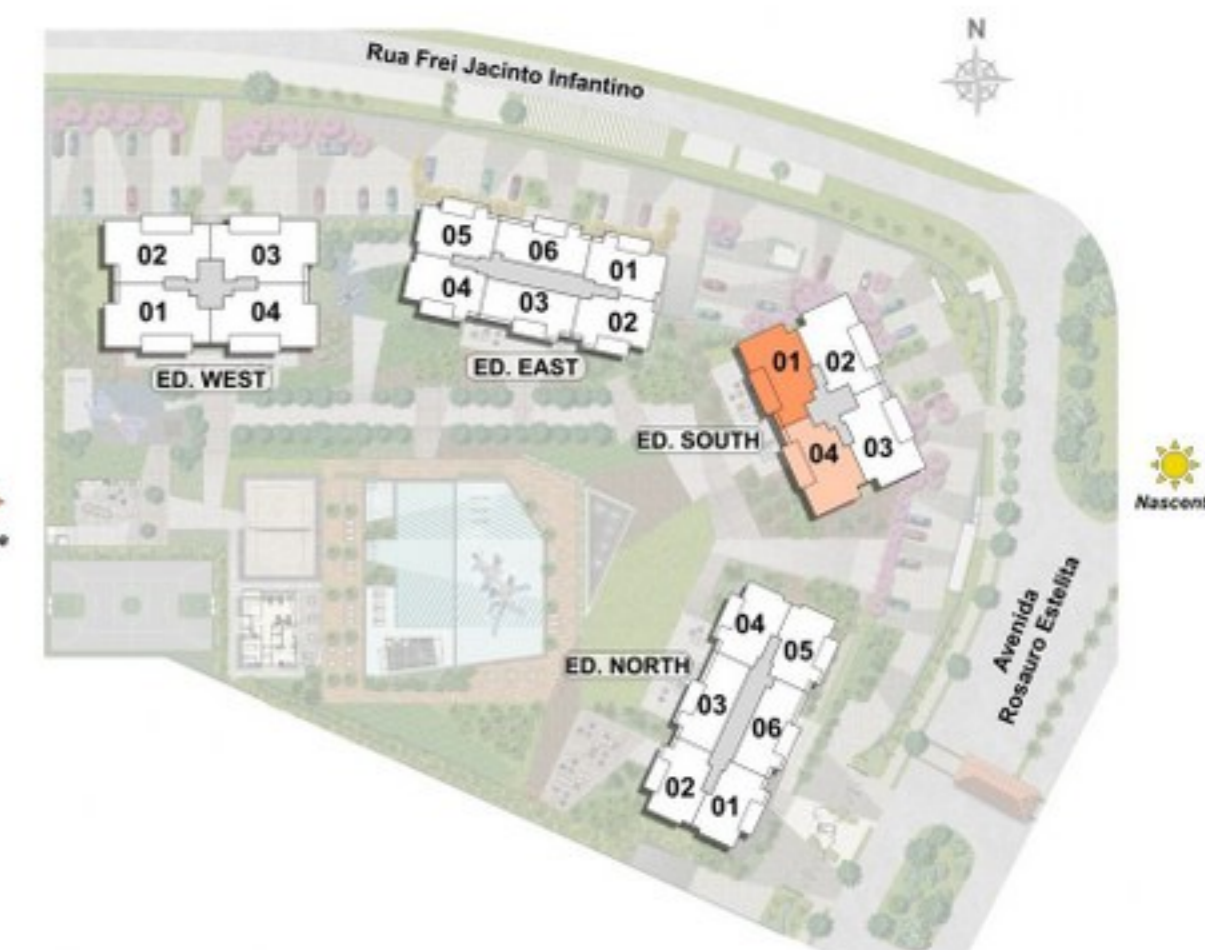 N
Rua Frei Jacinto Infantino
02 03
01 04
ED. WEST
05 06 01
04 03 02
ED. EAST
01 02
04 03
ED. SOUTH
Nascent
Avenida
Rosauro Estelita
04 05
03 06
02 01
ED. NORTH